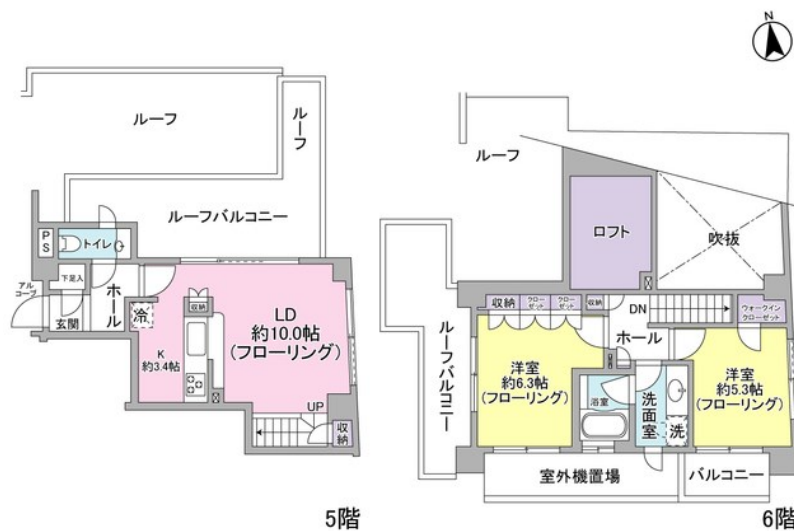 N
ルーフ
ルーフ
ルーフバルコニー
PS
トイレ
下足入
アルコーブ
玄関
ホール
冷
収納
K
約3.4帖
LD
約10.0帖
(フローリング)
UP
収納
5階
ルーフ
ロフト
吹抜
ルーフバルコニー
収納
クローゼット
クローゼット
収納
DN
ホール
ウォークイン
クローゼット
洋室
約6.3帖
(フローリング)
浴室
洗面室
洗
洋室
約5.3帖
(フローリング)
室外機置場
バルコニー
6階